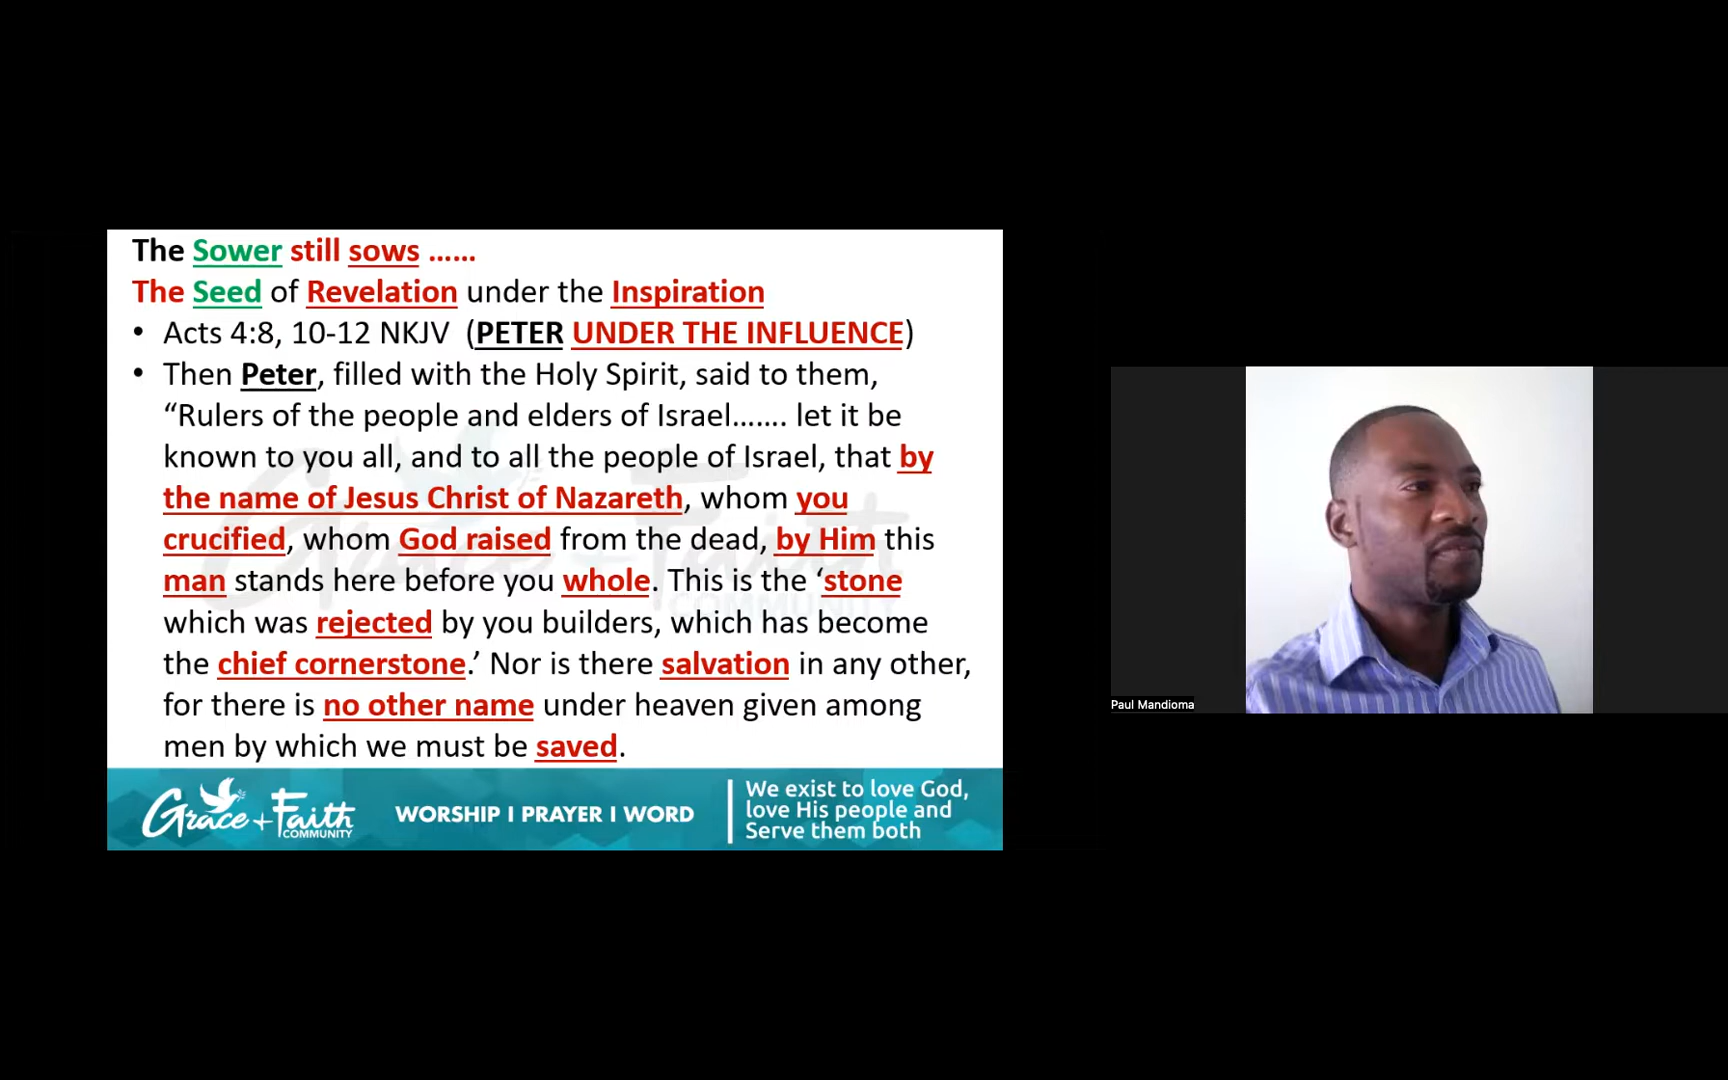 The Sower still sows ......
The Seed of Revelation under the Inspiration
• Acts 4:8, 10-12 NKJV (PETER UNDER THE INFLUENCE)
• Then Peter, filled with the Holy Spirit, said to them,
“Rulers of the people and elders of Israel……. let it be
known to you all, and to all the people of Israel, that by
the name of Jesus Christ of Nazareth, whom you
crucified, whom God raised from the dead, by Him this
man stands here before you whole. This is the ‘stone
which was rejected by you builders, which has become
the chief cornerstone.’ Nor is there salvation in any other,
for there is no other name under heaven given among
men by which we must be saved.
Grace + Faith
COMMUNITY
WORSHIP I PRAYER I WORD
We exist to love God,
love His people and
Serve them both
Paul Mandioma
Grace + Faith
COMMUNITY